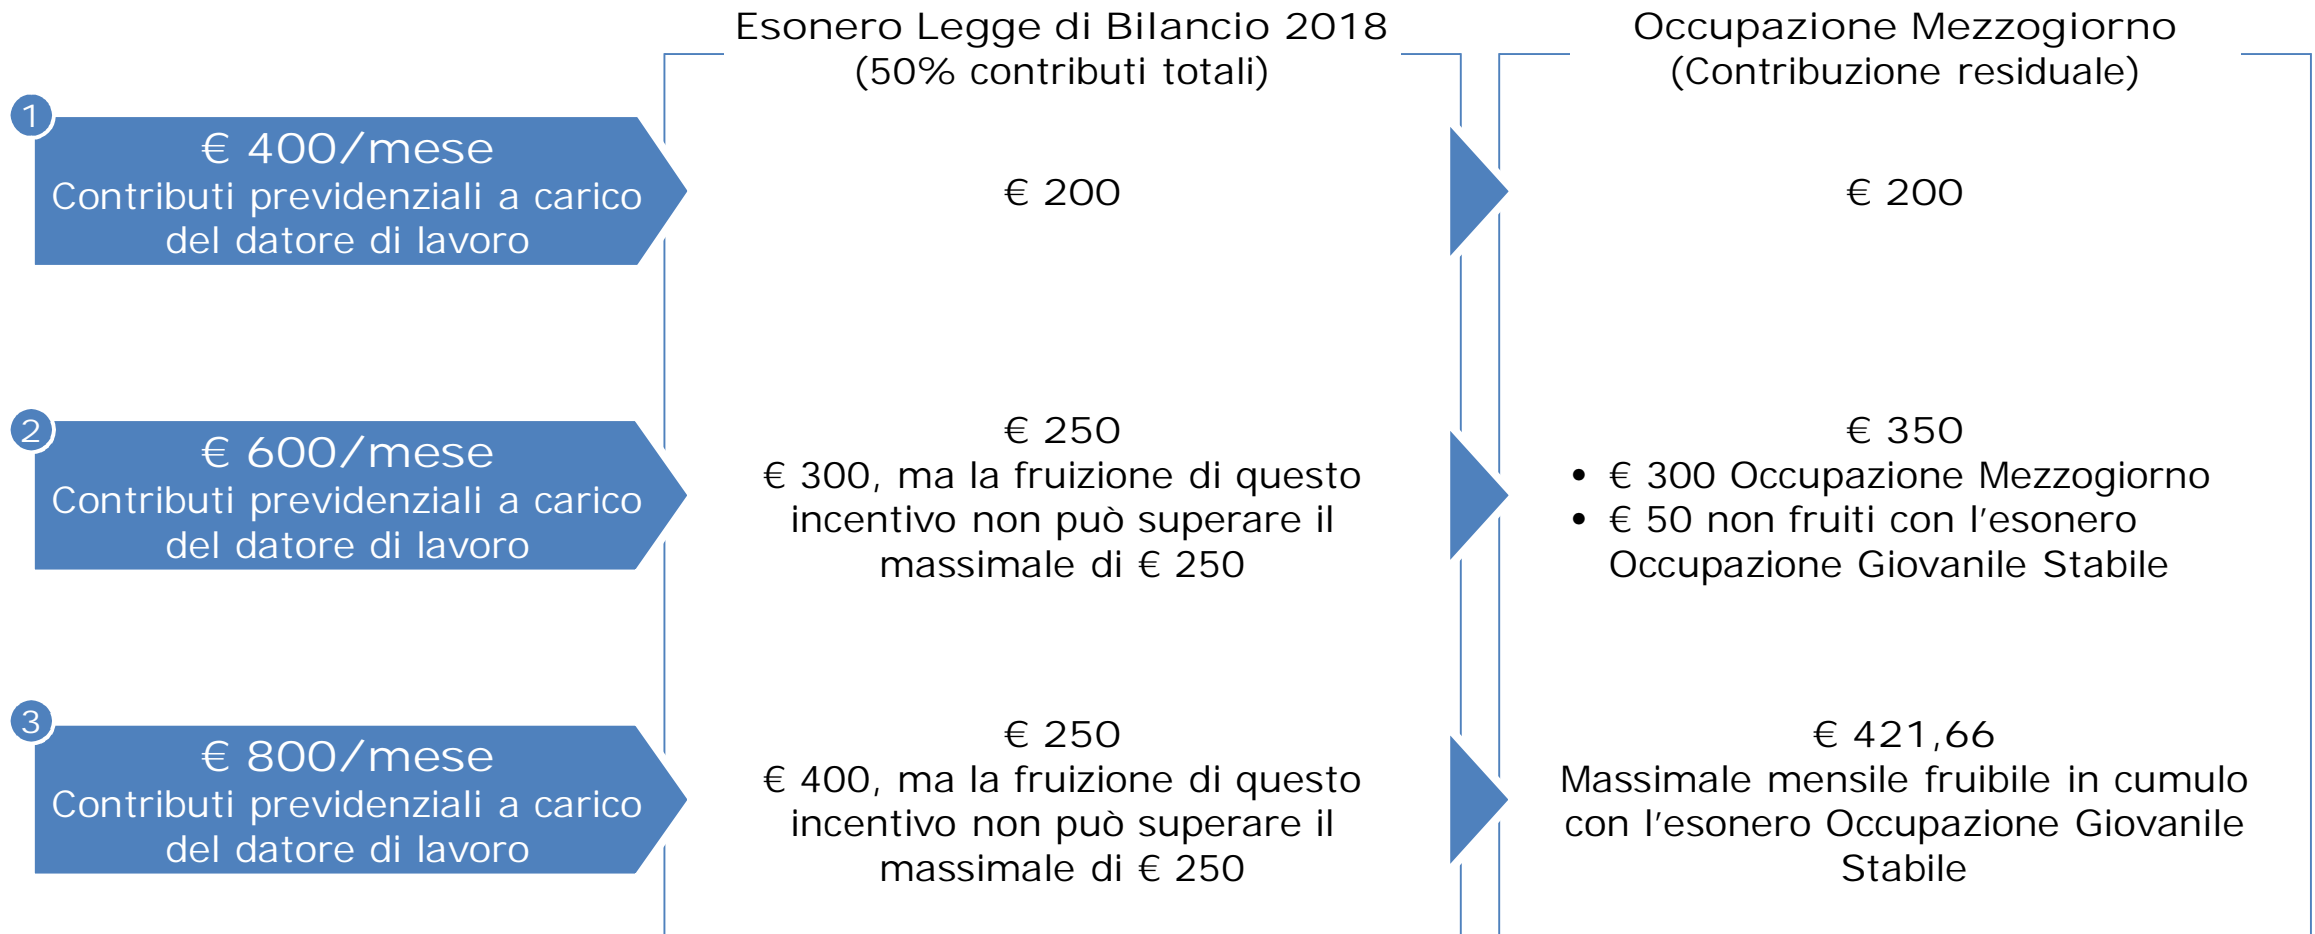 Esonero Legge di Bilancio 2018
(50% contributi totali)
Occupazione Mezzogiorno
(Contribuzione residuale)
1
€ 400/mese
Contributi previdenziali a carico
del datore di lavoro
€ 200
€ 200
2
€ 600/mese
Contributi previdenziali a carico
del datore di lavoro
€ 250
€ 300, ma la fruizione di questo
incentivo non può superare il
massimale di € 250
€ 350
• € 300 Occupazione Mezzogiorno
• € 50 non fruiti con l’esonero
Occupazione Giovanile Stabile
3
€ 800/mese
Contributi previdenziali a carico
del datore di lavoro
€ 250
€ 400, ma la fruizione di questo
incentivo non può superare il
massimale di € 250
€ 421,66
Massimale mensile fruibile in cumulo
con l’esonero Occupazione Giovanile
Stabile